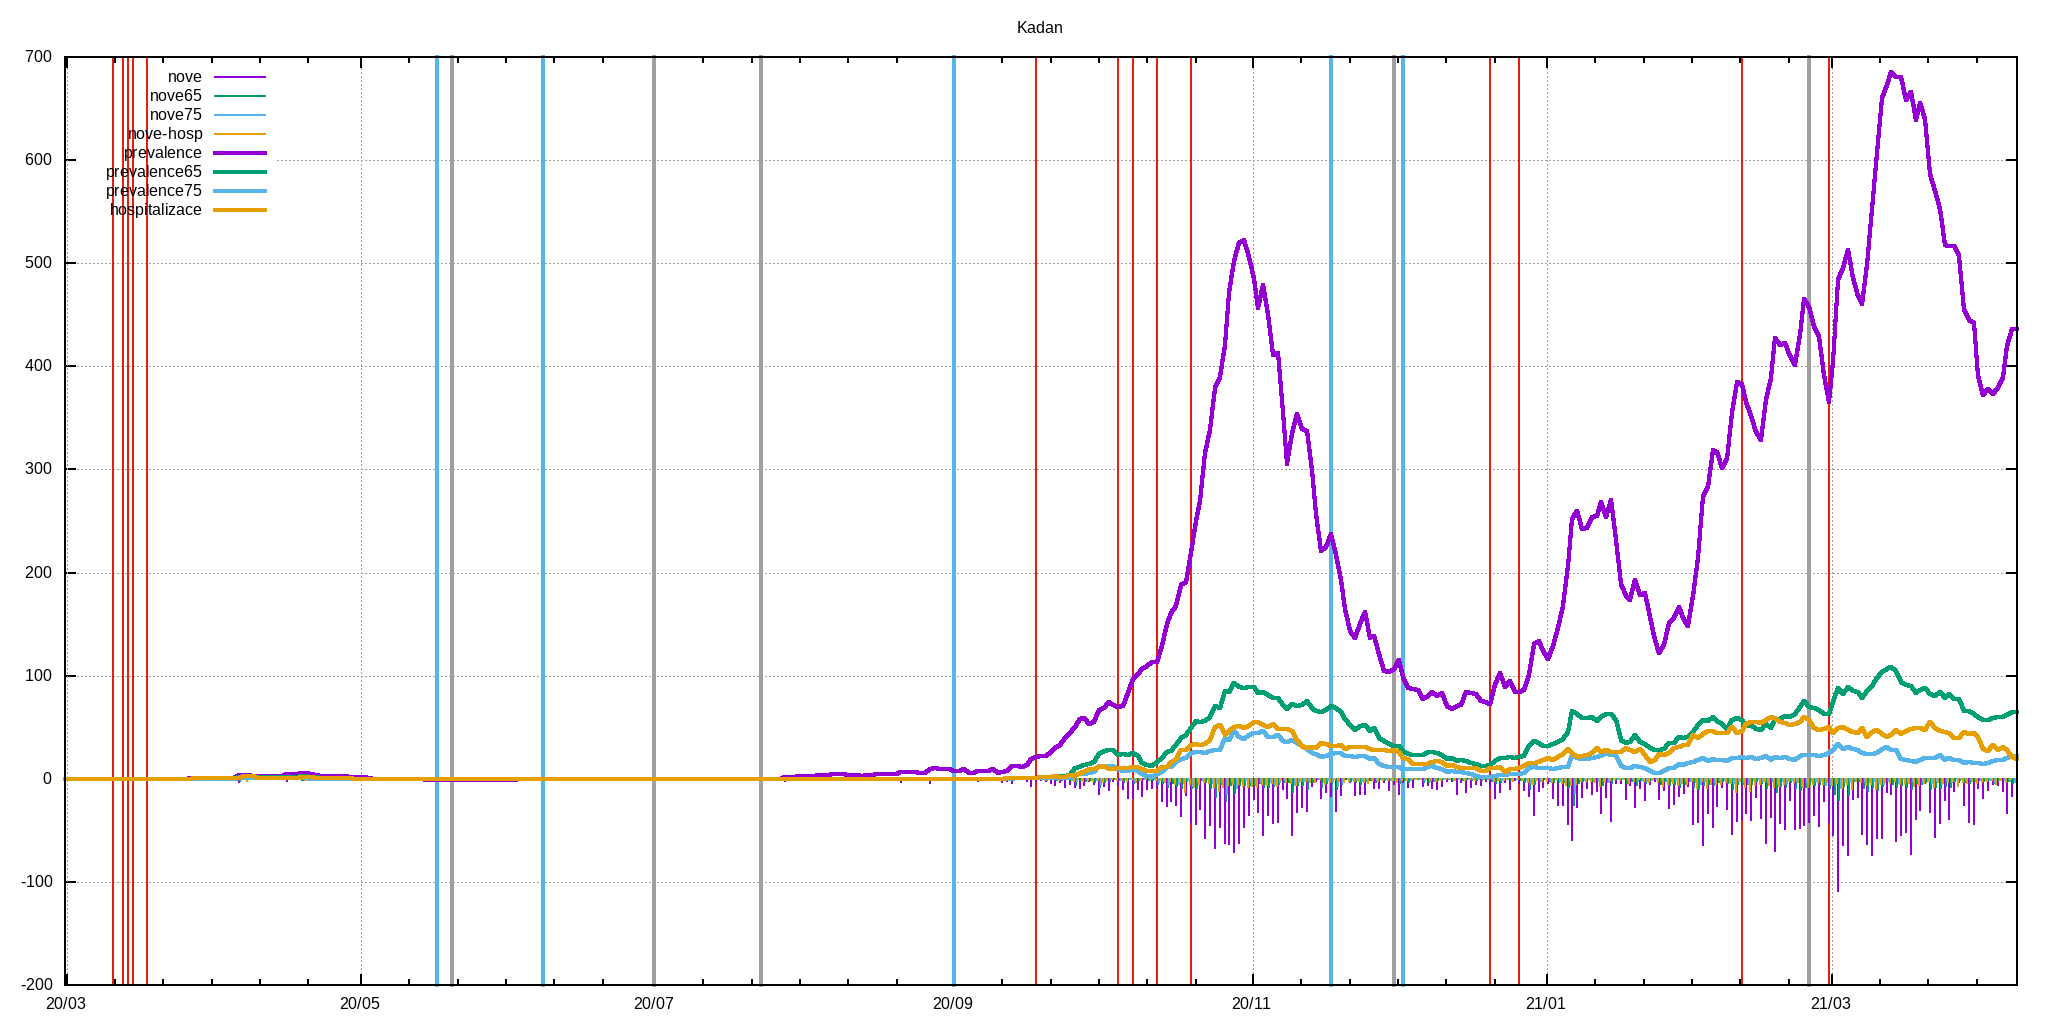 Kadan
700
600
500
400
300
200
100
0
-100
-200
nove
nove65
nove75
nove-hosp
prevalence
prevalence65
prevalence75
hospitalizace
20/03
20/05
20/07
20/09
20/11
21/01
21/03